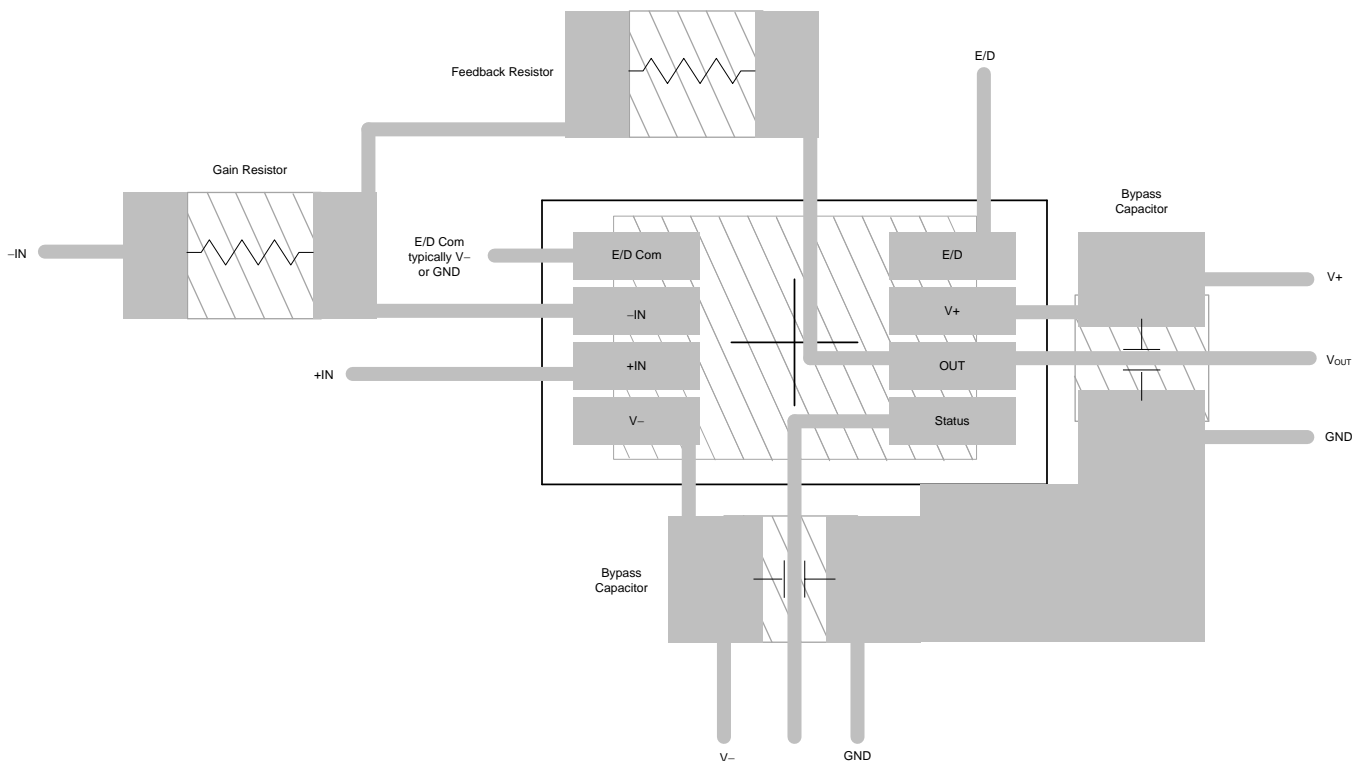 E/D
Feedback Resistor
Gain Resistor
Bypass
Capacitor
–IN
E/D Com
typically V–
or GND
E/D Com
E/D
V+
–IN
V+
+IN
+IN
OUT
VOUT
V–
Status
GND
Bypass
Capacitor
V–
GND